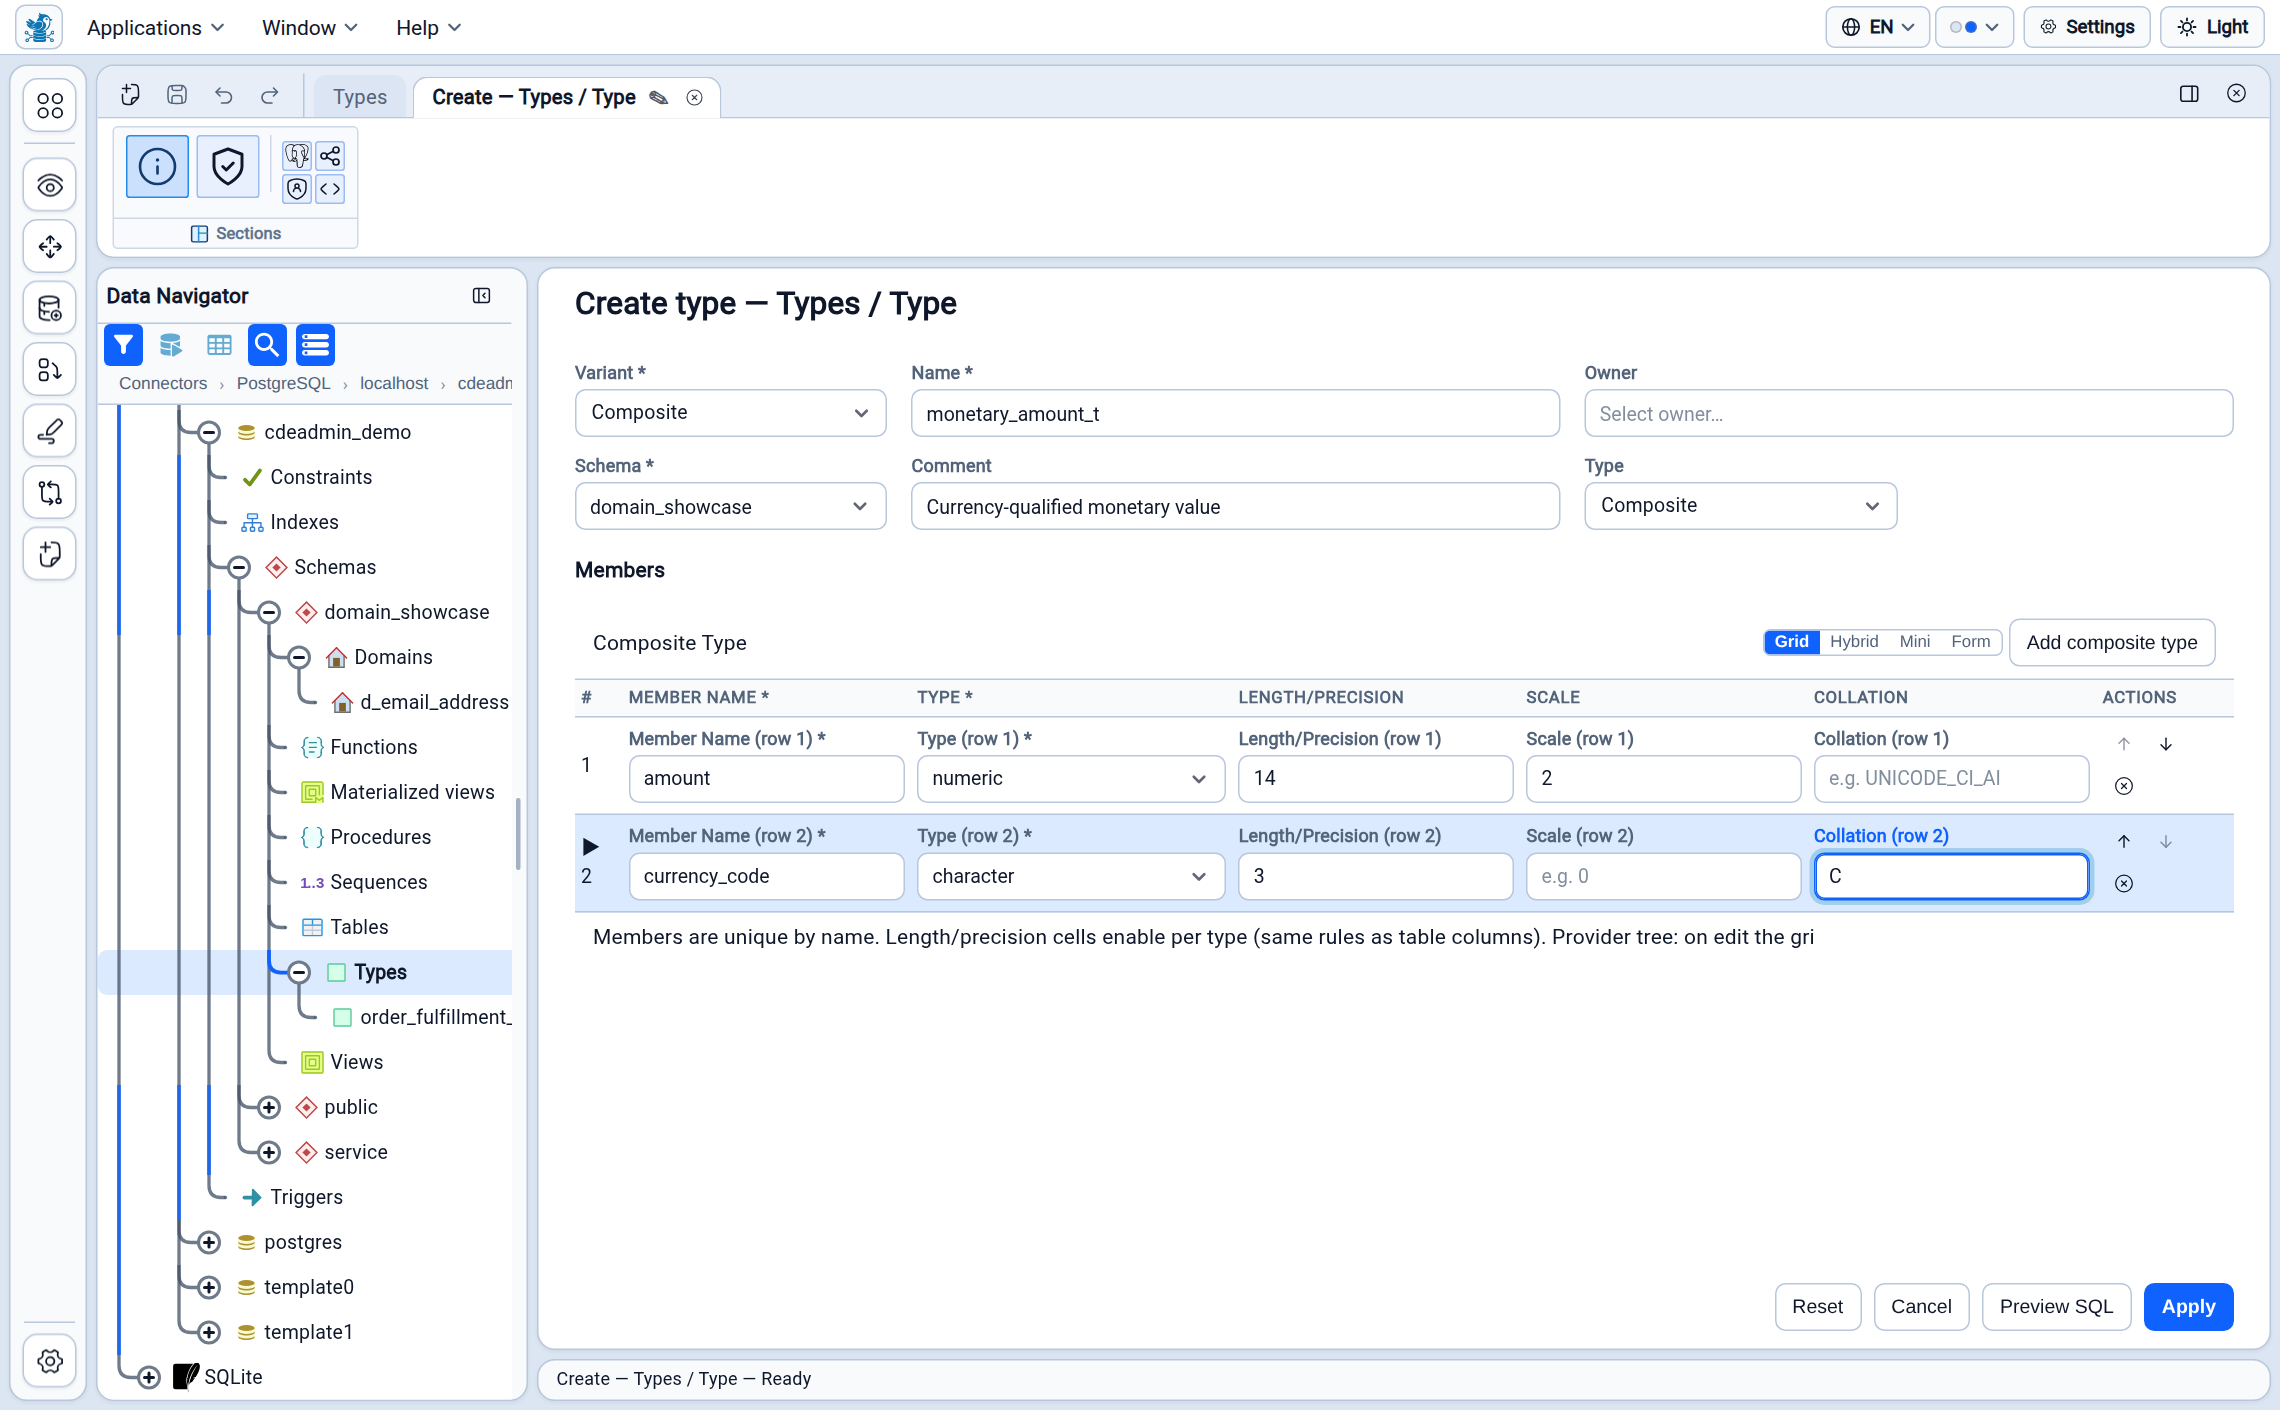 Applications Window Help EN Settings Light
Types Create — Types / Type
Sections
Data Navigator
Connectors › PostgreSQL › localhost ›
cdeadmin_demo
Constraints
Indexes
Schemas
domain_showcase
Domains
d_email_address
Functions
Materialized views
Procedures
1..3 Sequences
Tables
Types
order_fulfillment_
Views
public
service
Triggers
postgres
template0
template1
SQLite
Create type — Types / Type
Variant * Name * Owner
Composite monetary_amount_t Select owner...
Schema * Comment Type
domain_showcase Currency-qualified monetary value Composite
Members
Composite Type Grid Hybrid Mini Form Add composite type
# MEMBER NAME * TYPE * LENGTH/PRECISION SCALE COLLATION ACTIONS
Member Name (row 1) * Type (row 1) * Length/Precision (row 1) Scale (row 1) Collation (row 1)
1 amount numeric 14 2 e.g. UNICODE_CI_AI
Member Name (row 2) * Type (row 2) * Length/Precision (row 2) Scale (row 2) Collation (row 2)
2 currency_code character 3 e.g. 0 C
Members are unique by name. Length/precision cells enable per type (same rules as table columns). Provider tree: on edit the gri
Reset Cancel Preview SQL Apply
Create — Types / Type — Ready